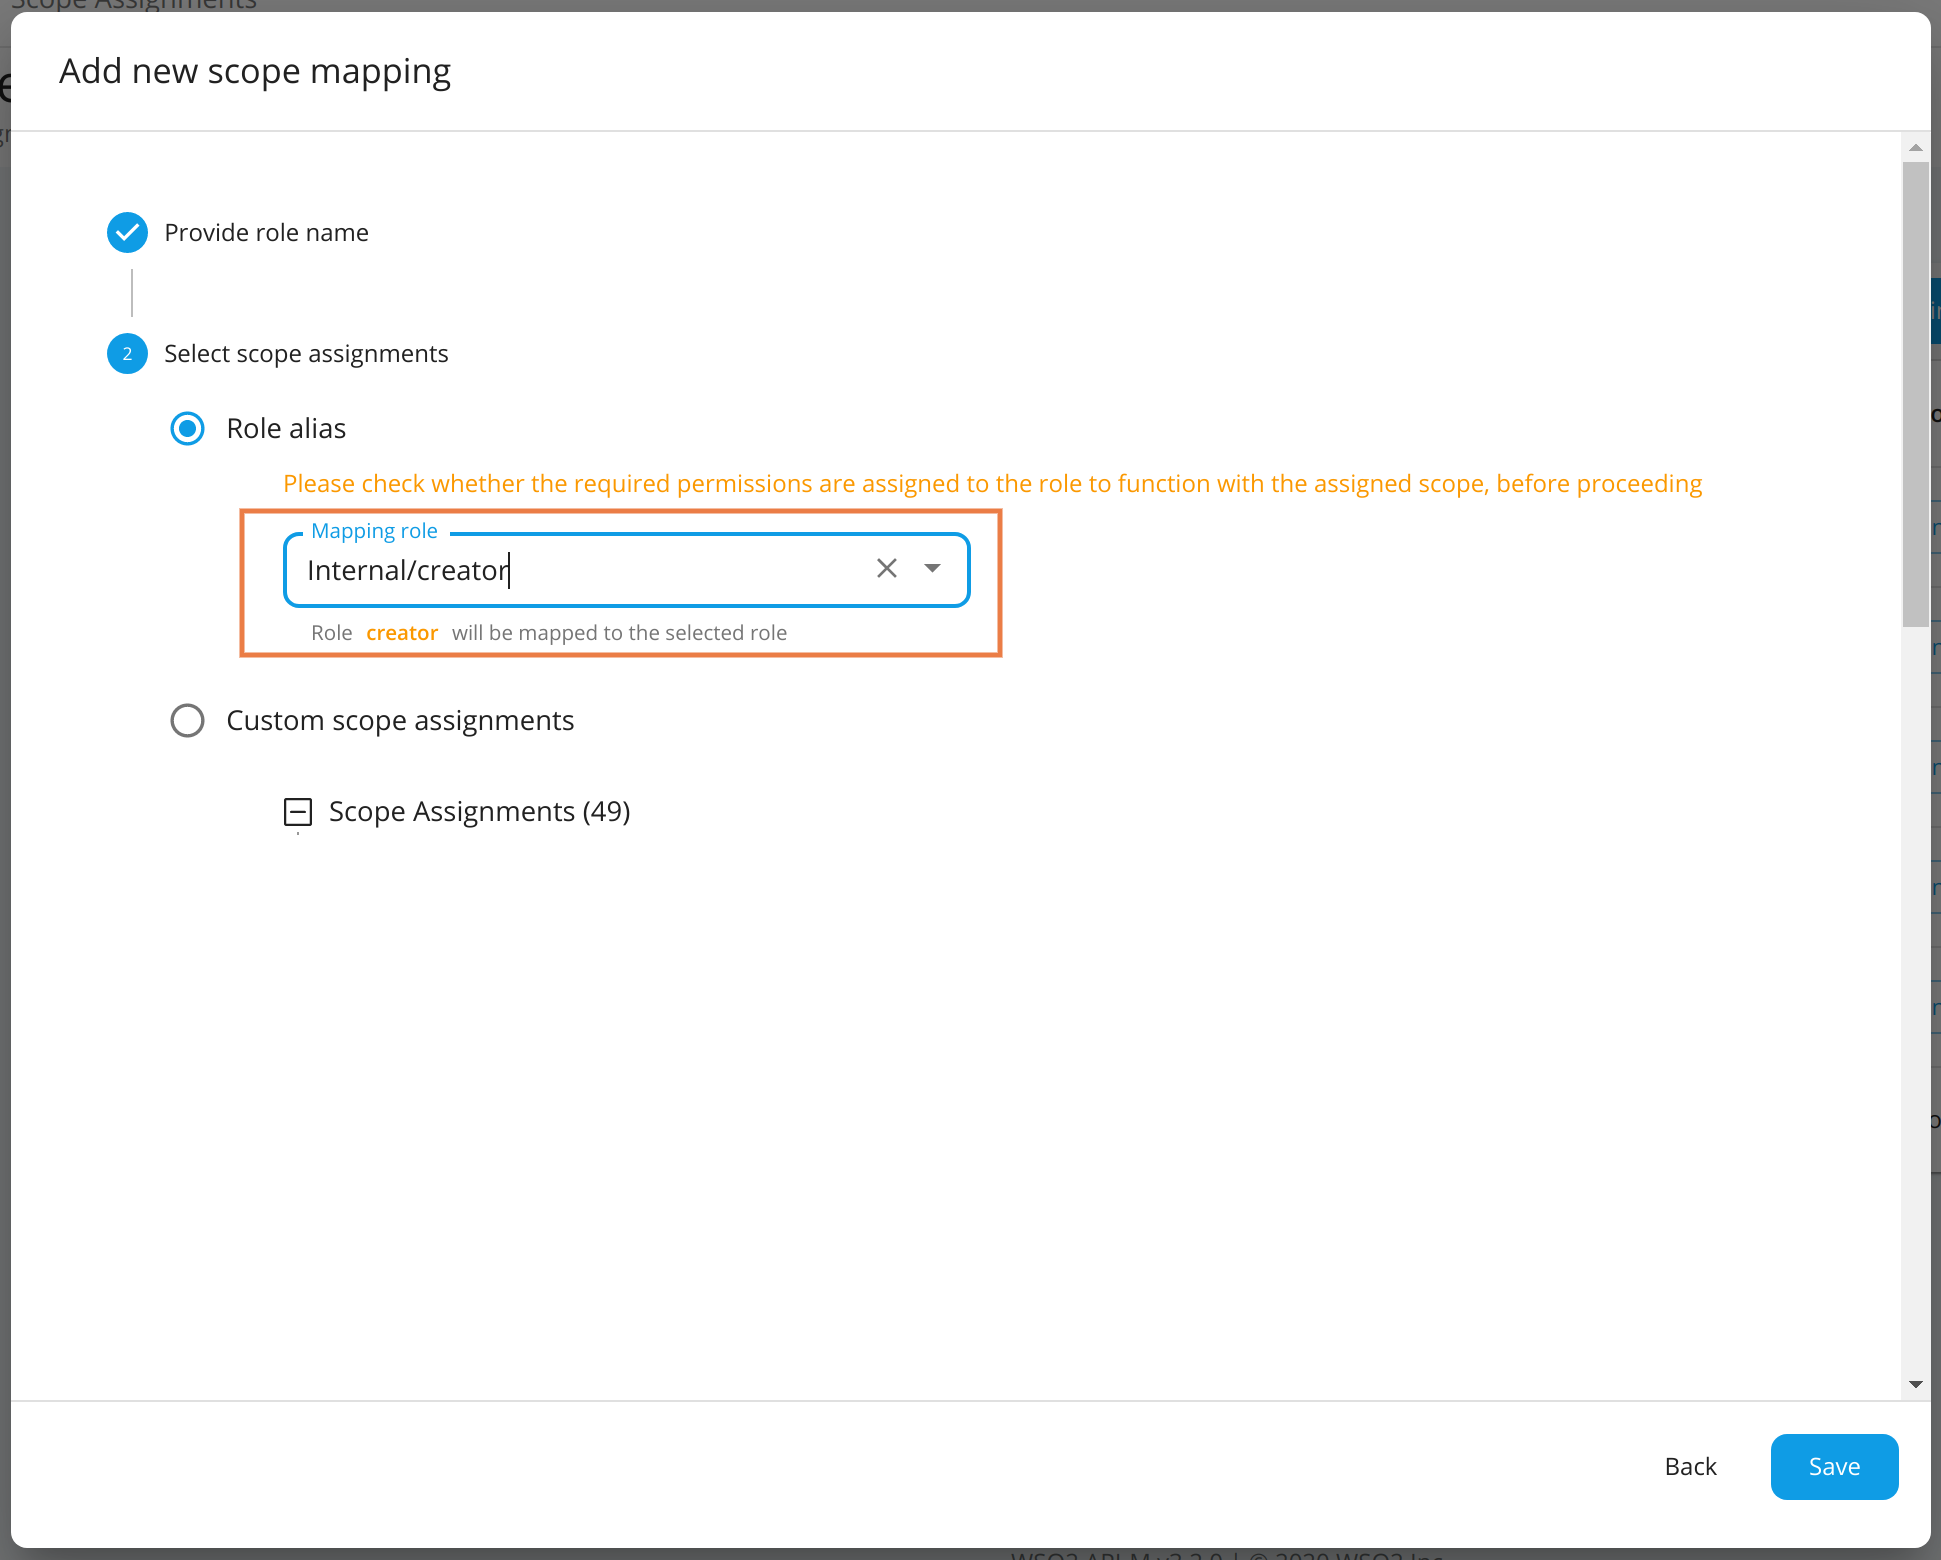 Scope Assignments
Add new scope mapping
Provide role name
2
Select scope assignments
Role alias
Please check whether the required permissions are assigned to the role to function with the assigned scope, before proceeding
Mapping role
Internal/creator
Role creator will be mapped to the selected role
Custom scope assignments
Scope Assignments (49)
Back
Save